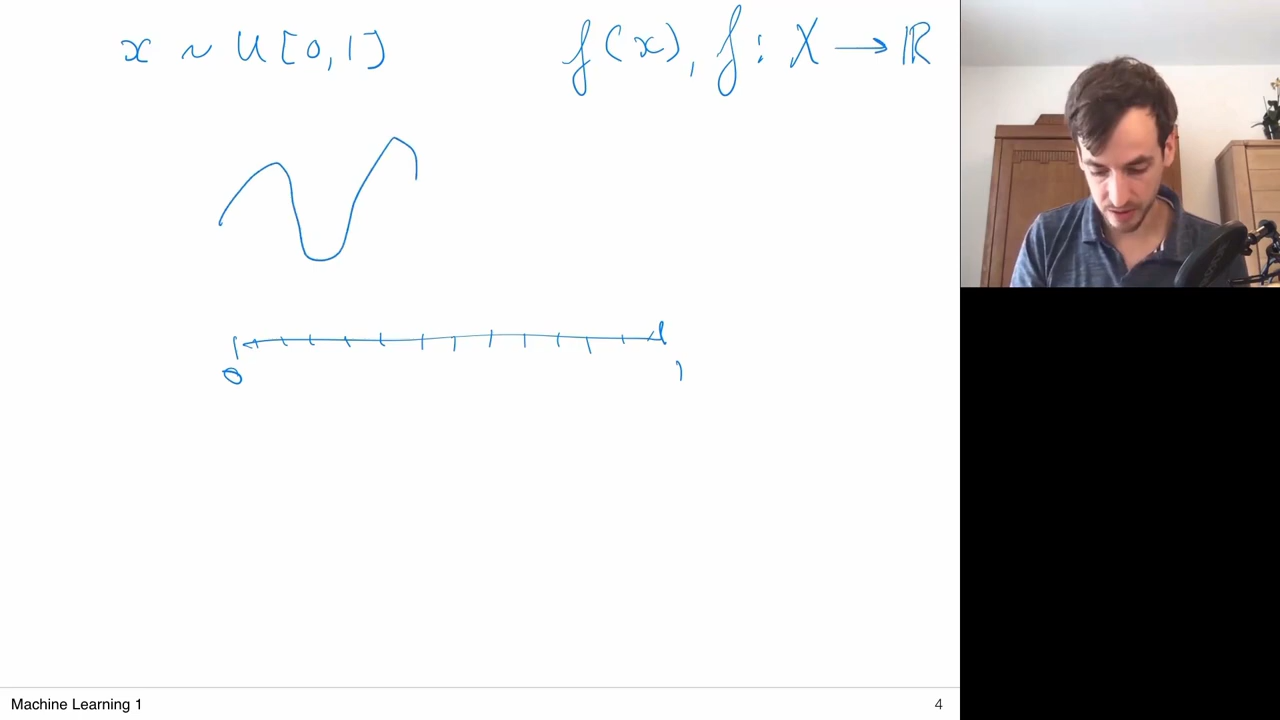 x ~ U[0,1] f(x), f: X → ℝ
0 1
Machine Learning 1 4